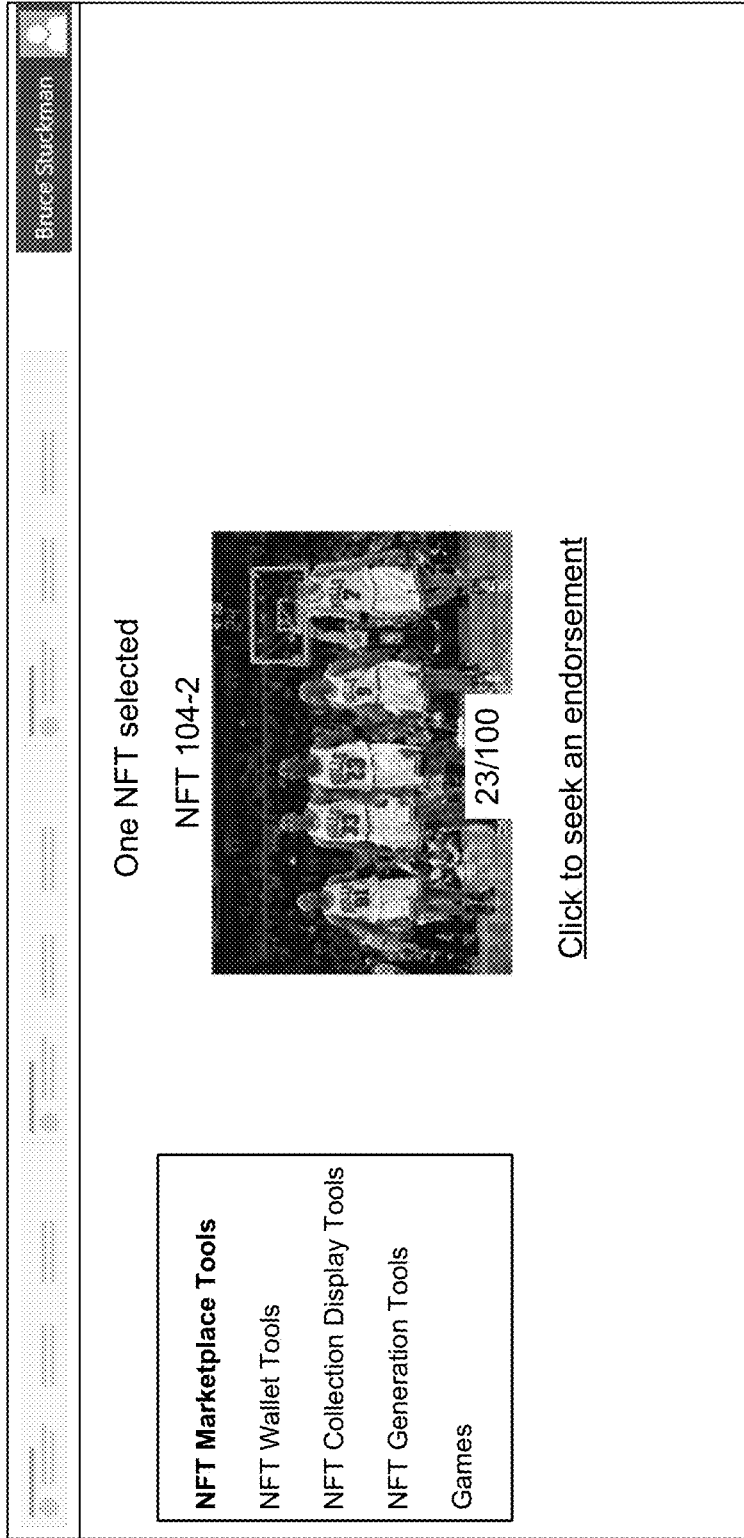 Bruce Stuckman
One NFT selected
NFT 104-2
23/100
Click to seek an endorsement
NFT Marketplace Tools
NFT Wallet Tools
NFT Collection Display Tools
NFT Generation Tools
Games